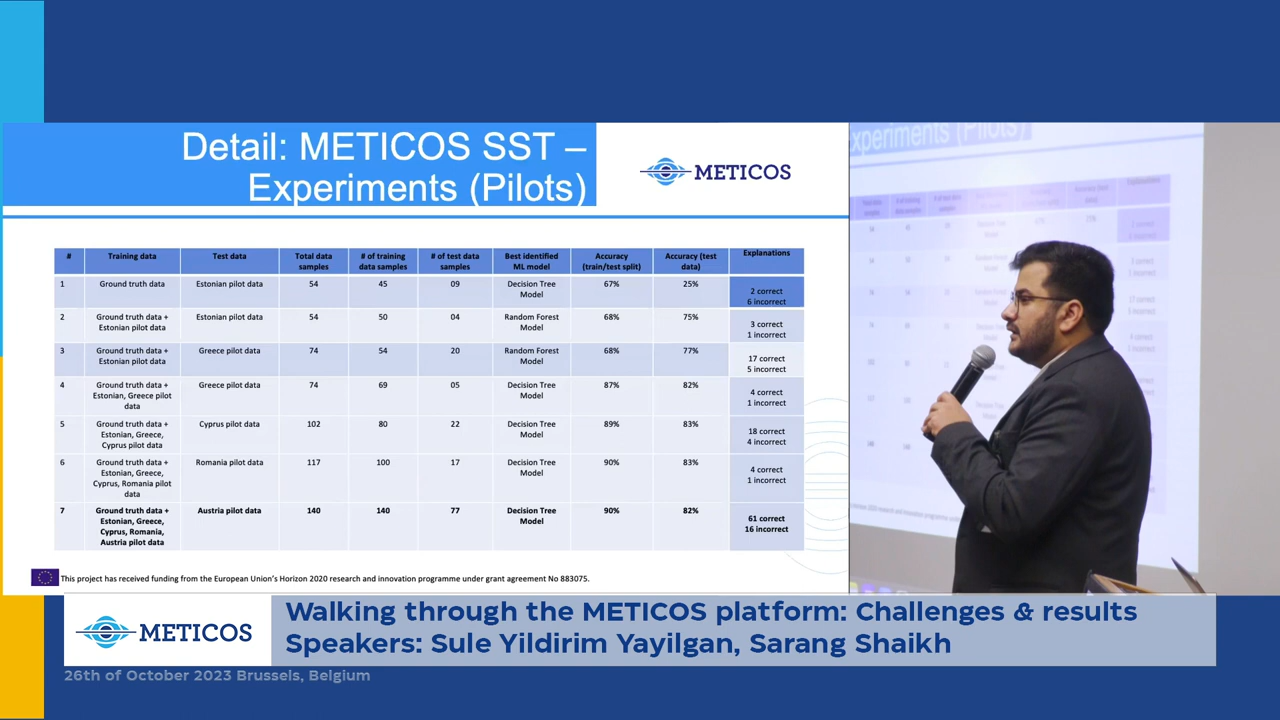 Detail: METICOS SST –
Experiments (Pilots)
METICOS
# Training data Test data Total data samples # of training data samples # of test data samples Best identified ML model Accuracy (train/test split) Accuracy (test data) Explanations
1 Ground truth data Estonian pilot data 54 45 09 Decision Tree Model 67% 25% 2 correct 6 incorrect
2 Ground truth data + Estonian pilot data Estonian pilot data 54 50 04 Random Forest Model 68% 75% 3 correct 1 incorrect
3 Ground truth data + Estonian pilot data Greece pilot data 74 54 20 Random Forest Model 68% 77% 17 correct 5 incorrect
4 Ground truth data + Estonian, Greece pilot data Greece pilot data 74 69 05 Decision Tree Model 87% 82% 4 correct 1 incorrect
5 Ground truth data + Estonian, Greece, Cyprus pilot data Cyprus pilot data 102 80 22 Decision Tree Model 89% 83% 18 correct 4 incorrect
6 Ground truth data + Estonian, Greece, Cyprus, Romania pilot data Romania pilot data 117 100 17 Decision Tree Model 90% 83% 4 correct 1 incorrect
7 Ground truth data + Estonian, Greece, Cyprus, Romania, Austria pilot data Austria pilot data 140 140 77 Decision Tree Model 90% 82% 61 correct 16 incorrect
This project has received funding from the European Union's Horizon 2020 research and innovation programme under grant agreement No 883075.
METICOS
Walking through the METICOS platform: Challenges & results
Speakers: Sule Yildirim Yayilgan, Sarang Shaikh
26th of October 2023 Brussels, Belgium